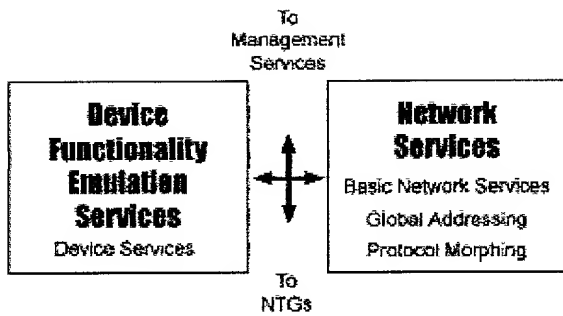 To
Management
Services
Device
Functionality
Emulation
Services
Device Services
Network
Services
Basic Network Services
Global Addressing
Protocol Morphing
To
NTGs